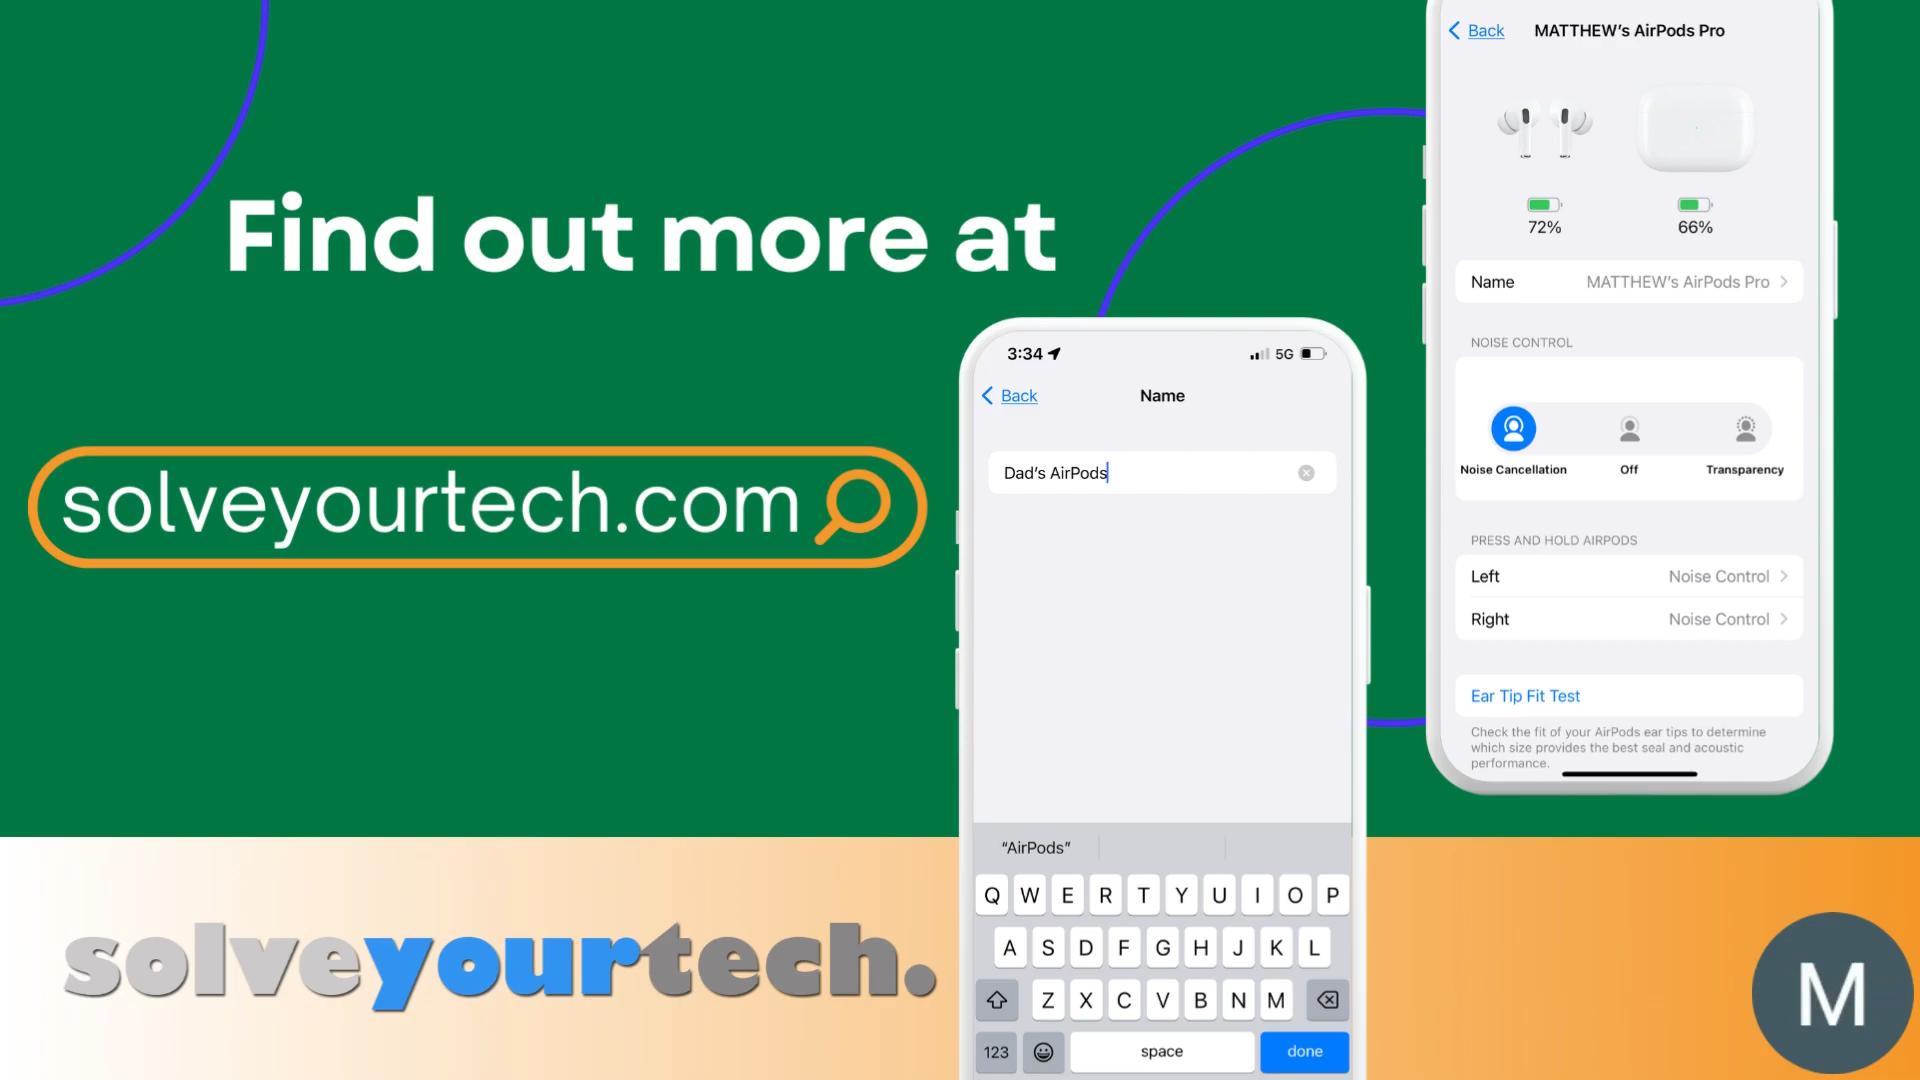 Find out more at
solveyourtech.com
solveyourtech.
3:34
5G
Back
Name
Dad's AirPods
“AirPods”
Q W E R T Y U I O P
A S D F G H J K L
Z X C V B N M
123
space
done
Back
MATTHEW's AirPods Pro
72%
66%
Name
MATTHEW's AirPods Pro
NOISE CONTROL
Noise Cancellation
Off
Transparency
PRESS AND HOLD AIRPODS
Left
Noise Control
Right
Noise Control
Ear Tip Fit Test
Check the fit of your AirPods ear tips to determine
which size provides the best seal and acoustic
performance.
M